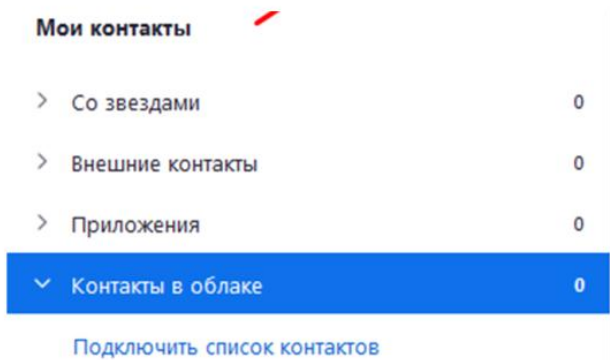 Мои контакты
Со звездами 0
Внешние контакты 0
Приложения 0
Контакты в облаке 0
Подключить список контактов